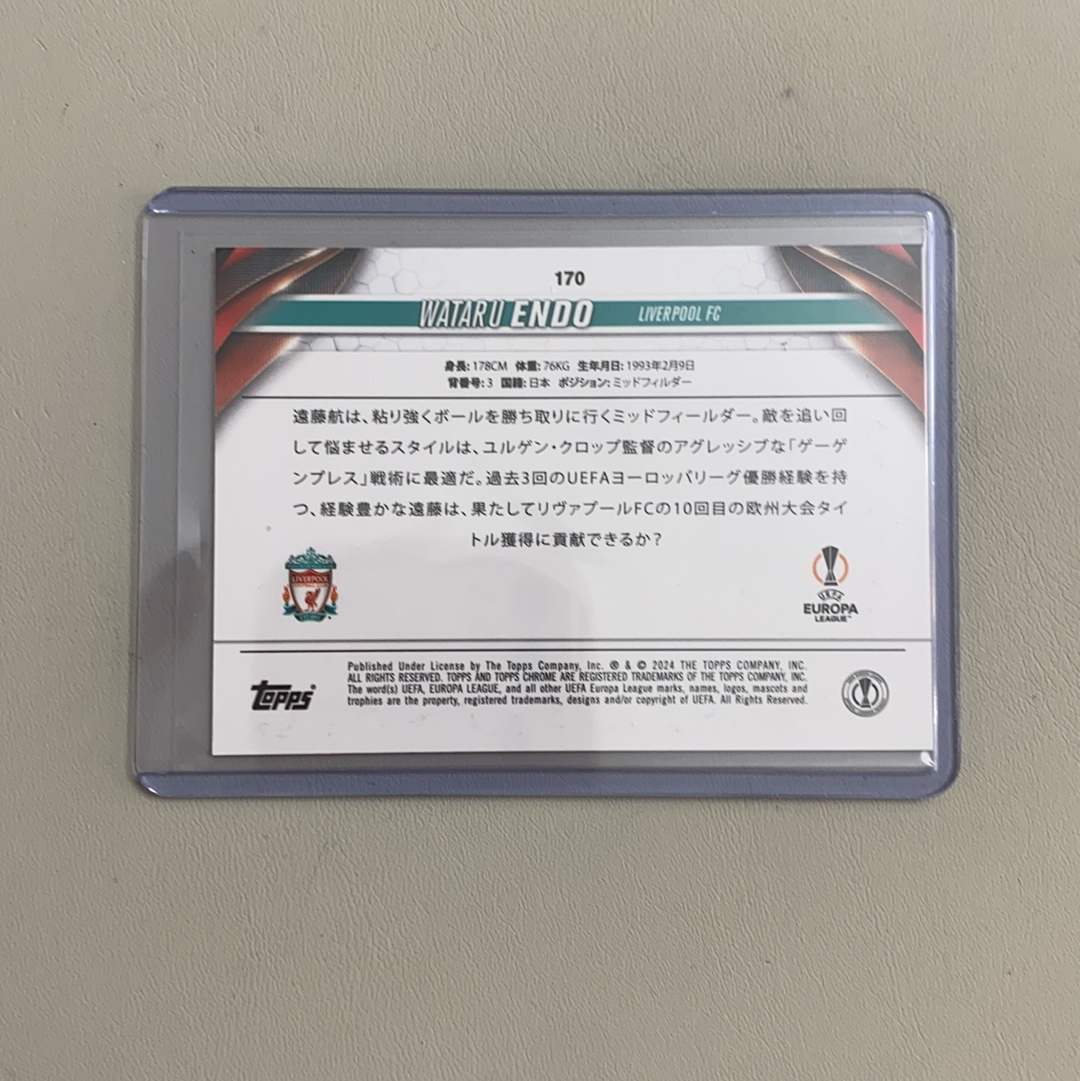 170
WATARU ENDO LIVERPOOL FC
身長: 178CM 体重: 76KG 生年月日: 1993年2月9日
背番号: 3 国籍: 日本 ポジション: ミッドフィルダー
遠藤航は、粘り強くボールを勝ち取りに行くミッドフィールダー。敵を追い回
して悩ませるスタイルは、ユルゲン・クロップ監督のアグレッシブな「ゲーゲ
ンプレス」戦術に最適だ。過去3回のUEFAヨーロッパリーグ優勝経験を持
つ、経験豊かな遠藤は、果たしてリヴァプールFCの10回目の欧州大会タイ
トル獲得に貢献できるか?
LIVERPOOL
UEFA
EUROPA
LEAGUE™
topps®
Published Under License by The Topps Company, Inc. ® & © 2024 THE TOPPS COMPANY, INC.
ALL RIGHTS RESERVED. TOPPS AND TOPPS CHROME ARE REGISTERED TRADEMARKS OF THE TOPPS COMPANY, INC.
The word(s) UEFA, EUROPA LEAGUE, and all other UEFA Europa League marks, names, logos, mascots and
trophies are the property, registered trademarks, designs and/or copyright of UEFA. All Rights Reserved.